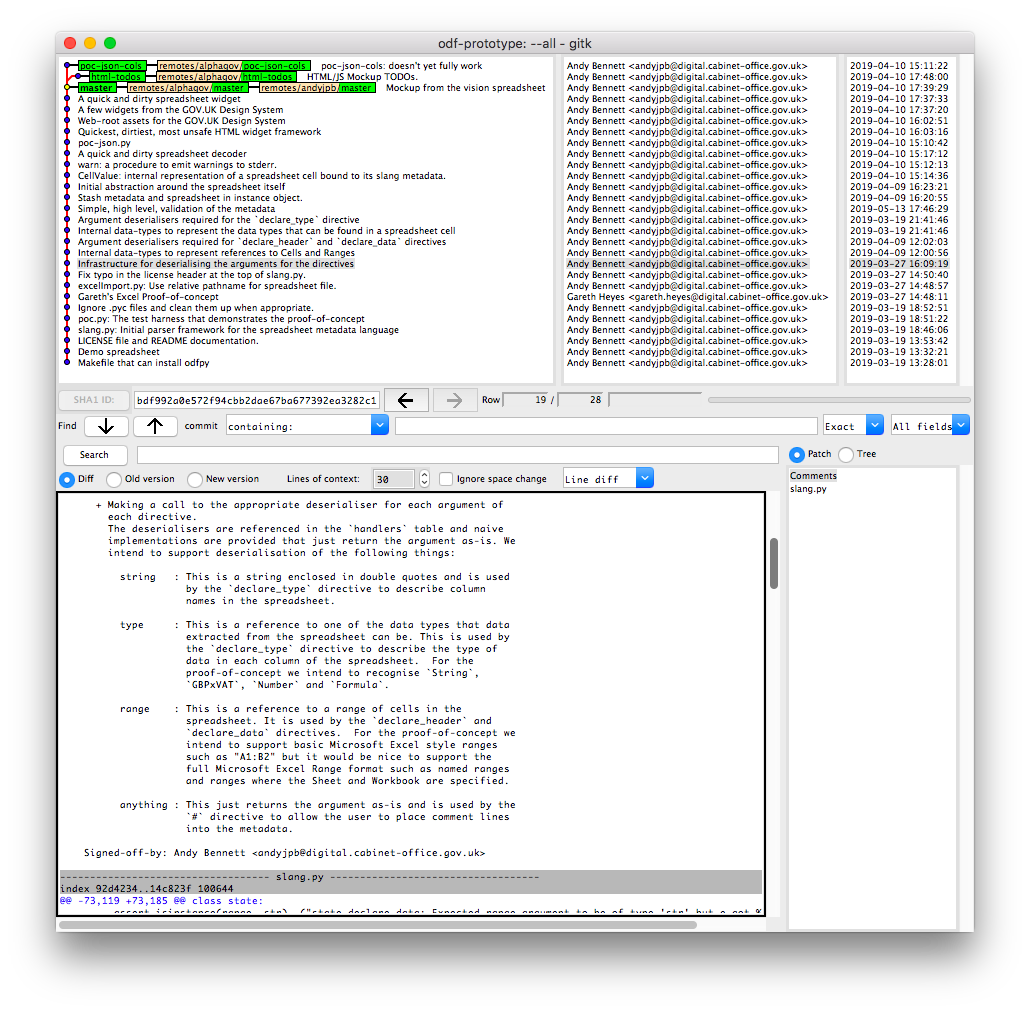 odf-prototype: --all - gitk
poc-json-cols remotes/alphagov/poc-json-cols poc-json-cols: doesn't yet fully work Andy Bennett <andyjpb@digital.cabinet-office.gov.uk> 2019-04-10 15:11:22
html-todos remotes/alphagov/html-todos HTML/JS Mockup TODOs. Andy Bennett <andyjpb@digital.cabinet-office.gov.uk> 2019-04-10 17:48:00
master remotes/alphagov/master remotes/andyjpb/master Mockup from the vision spreadsheet Andy Bennett <andyjpb@digital.cabinet-office.gov.uk> 2019-04-10 17:39:29
A quick and dirty spreadsheet widget Andy Bennett <andyjpb@digital.cabinet-office.gov.uk> 2019-04-10 17:37:33
A few widgets from the GOV.UK Design System Andy Bennett <andyjpb@digital.cabinet-office.gov.uk> 2019-04-10 17:37:20
Web-root assets for the GOV.UK Design System Andy Bennett <andyjpb@digital.cabinet-office.gov.uk> 2019-04-10 16:02:51
Quickest, dirtiest, most unsafe HTML widget framework Andy Bennett <andyjpb@digital.cabinet-office.gov.uk> 2019-04-10 16:03:16
poc-json.py Andy Bennett <andyjpb@digital.cabinet-office.gov.uk> 2019-04-10 15:10:42
A quick and dirty spreadsheet decoder Andy Bennett <andyjpb@digital.cabinet-office.gov.uk> 2019-04-10 15:17:12
warn: a procedure to emit warnings to stderr. Andy Bennett <andyjpb@digital.cabinet-office.gov.uk> 2019-04-10 15:12:13
CellValue: internal representation of a spreadsheet cell bound to its slang metadata. Andy Bennett <andyjpb@digital.cabinet-office.gov.uk> 2019-04-10 15:14:36
Initial abstraction around the spreadsheet itself Andy Bennett <andyjpb@digital.cabinet-office.gov.uk> 2019-04-09 16:23:21
Stash metadata and spreadsheet in instance object. Andy Bennett <andyjpb@digital.cabinet-office.gov.uk> 2019-04-09 16:20:55
Simple, high level, validation of the metadata Andy Bennett <andyjpb@digital.cabinet-office.gov.uk> 2019-05-13 17:46:29
Argument deserialisers required for the `declare_type` directive Andy Bennett <andyjpb@digital.cabinet-office.gov.uk> 2019-03-19 21:41:46
Internal data-types to represent the data types that can be found in a spreadsheet cell Andy Bennett <andyjpb@digital.cabinet-office.gov.uk> 2019-03-19 21:41:46
Argument deserialisers required for `declare_header` and `declare_data` directives Andy Bennett <andyjpb@digital.cabinet-office.gov.uk> 2019-04-09 12:02:03
Internal data-types to represent references to Cells and Ranges Andy Bennett <andyjpb@digital.cabinet-office.gov.uk> 2019-04-09 12:00:56
Infrastructure for deserialising the arguments for the directives Andy Bennett <andyjpb@digital.cabinet-office.gov.uk> 2019-03-27 16:09:19
Fix typo in the license header at the top of slang.py. Andy Bennett <andyjpb@digital.cabinet-office.gov.uk> 2019-03-27 14:50:40
excelImport.py: Use relative pathname for spreadsheet file. Andy Bennett <andyjpb@digital.cabinet-office.gov.uk> 2019-03-27 14:48:57
Gareth's Excel Proof-of-concept Gareth Heyes <gareth.heyes@digital.cabinet-office.gov.uk> 2019-03-27 14:48:11
Ignore .pyc files and clean them up when appropriate. Andy Bennett <andyjpb@digital.cabinet-office.gov.uk> 2019-03-19 18:52:51
poc.py: The test harness that demonstrates the proof-of-concept Andy Bennett <andyjpb@digital.cabinet-office.gov.uk> 2019-03-19 18:51:22
slang.py: Initial parser framework for the spreadsheet metadata language Andy Bennett <andyjpb@digital.cabinet-office.gov.uk> 2019-03-19 18:46:06
LICENSE file and README documentation. Andy Bennett <andyjpb@digital.cabinet-office.gov.uk> 2019-03-19 13:53:42
Demo spreadsheet Andy Bennett <andyjpb@digital.cabinet-office.gov.uk> 2019-03-19 13:32:21
Makefile that can install odfpy Andy Bennett <andyjpb@digital.cabinet-office.gov.uk> 2019-03-19 13:28:01
SHA1 ID: bdf992a0e572f94cbb2dae67ba677392ea3282c1 Row 19 / 28
Find commit containing: Exact All fields
Search Patch Tree
Diff Old version New version Lines of context: 30 Ignore space change Line diff
Comments
slang.py
+ Making a call to the appropriate deserialiser for each argument of
each directive.
The deserialisers are referenced in the `handlers` table and naive
implementations are provided that just return the argument as-is. We
intend to support deserialisation of the following things:
string : This is a string enclosed in double quotes and is used
by the `declare_type` directive to describe column
names in the spreadsheet.
type : This is a reference to one of the data types that data
extracted from the spreadsheet can be. This is used by
the `declare_type` directive to describe the type of
data in each column of the spreadsheet. For the
proof-of-concept we intend to recognise `String`,
`GBPxVAT`, `Number` and `Formula`.
range : This is a reference to a range of cells in the
spreadsheet. It is used by the `declare_header` and
`declare_data` directives. For the proof-of-concept we
intend to support basic Microsoft Excel style ranges
such as "A1:B2" but it would be nice to support the
full Microsoft Excel Range format such as named ranges
and ranges where the Sheet and Workbook are specified.
anything : This just returns the argument as-is and is used by the
`#` directive to allow the user to place comment lines
into the metadata.
Signed-off-by: Andy Bennett <andyjpb@digital.cabinet-office.gov.uk>
----------------------------------- slang.py -----------------------------------
index 92d4234..14c823f 100644
@@ -73,119 +73,185 @@ class state: